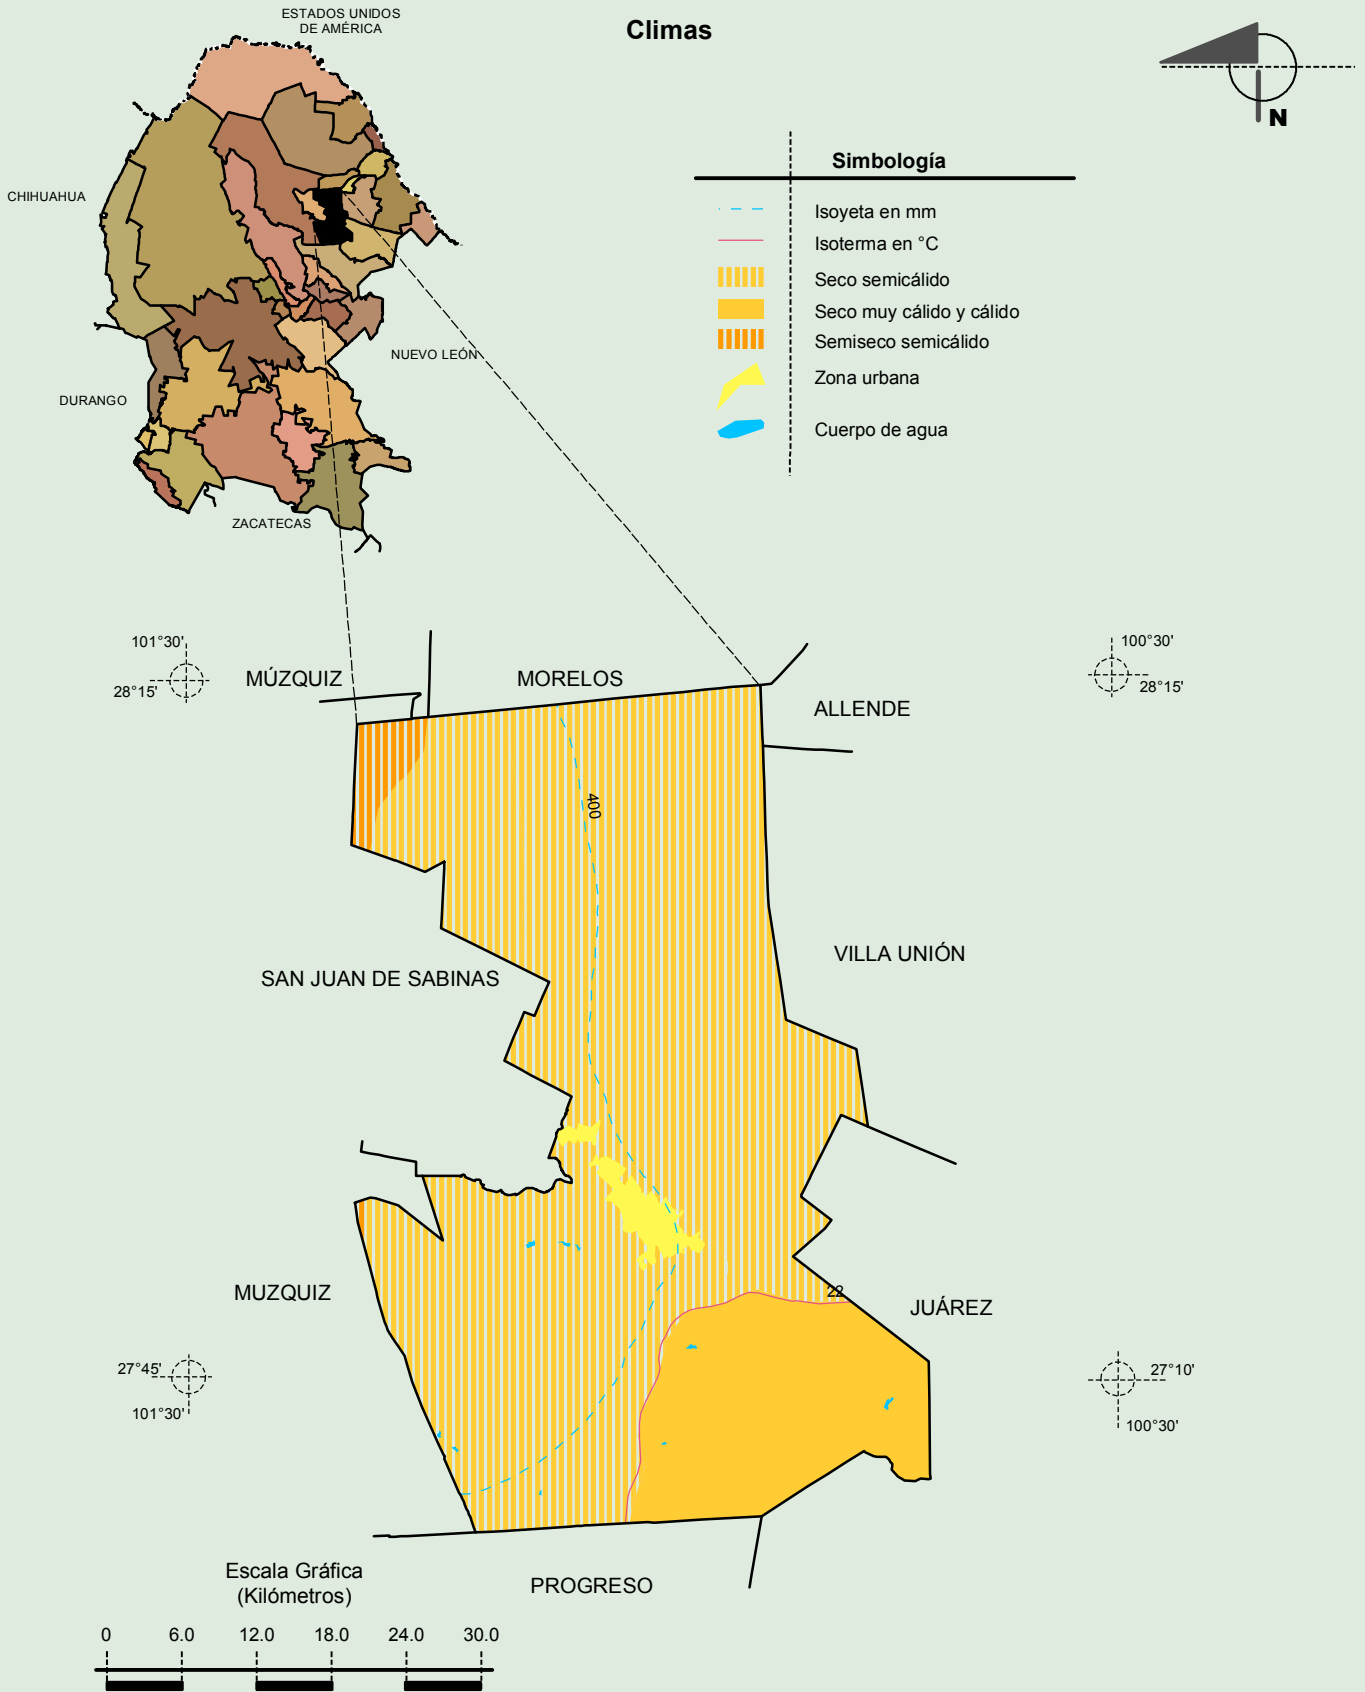 Climas
ESTADOS UNIDOS
DE AMÉRICA
N
CHIHUAHUA
NUEVO LEÓN
DURANGO
ZACATECAS
Simbología
Isoyeta en mm
Isoterma en °C
Seco semicálido
Seco muy cálido y cálido
Semiseco semicálido
Zona urbana
Cuerpo de agua
101°30'
28°15'
100°30'
28°15'
MÚZQUIZ
MORELOS
ALLENDE
400
VILLA UNIÓN
SAN JUAN DE SABINAS
MUZQUIZ
22
JUÁREZ
27°45'
101°30'
27°10'
100°30'
PROGRESO
Escala Gráfica
(Kilómetros)
0 6.0 12.0 18.0 24.0 30.0